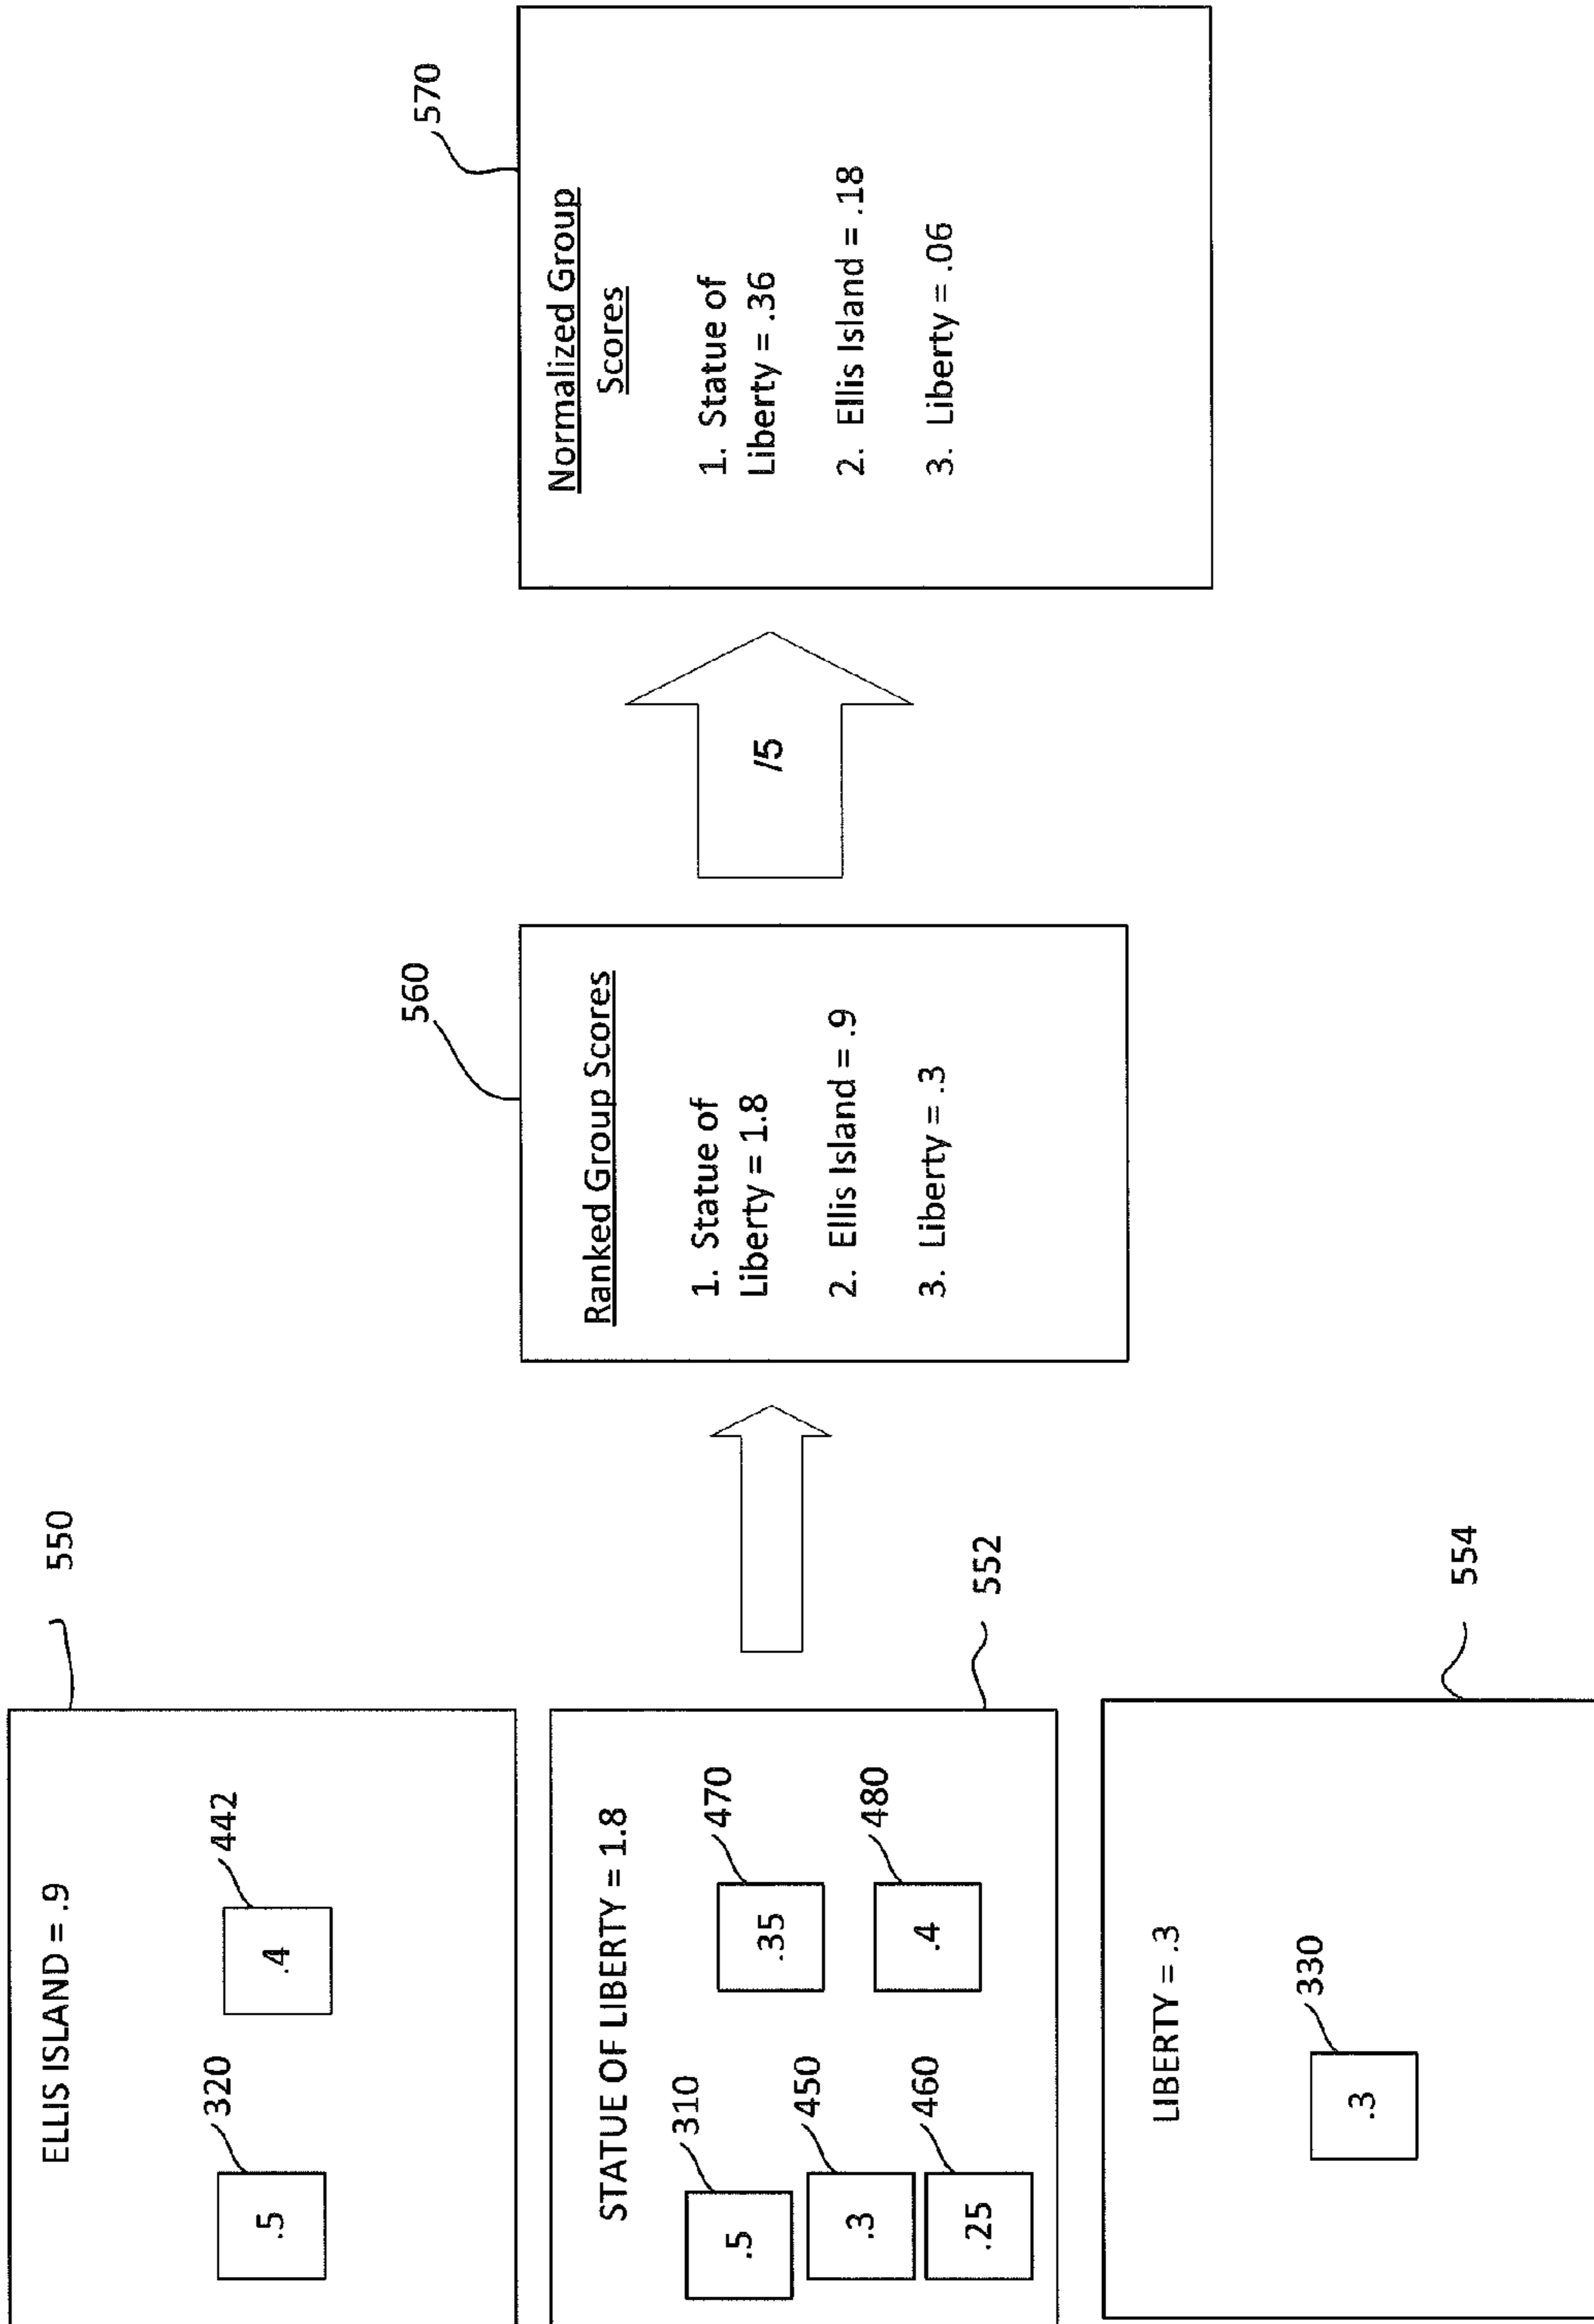 ELLIS ISLAND = .9
550
320
442
.5
.4
STATUE OF LIBERTY = 1.8
552
310
470
.5
.35
450
480
.3
.4
460
.25
LIBERTY = .3
554
330
.3
560
Ranked Group Scores
1. Statue of
Liberty = 1.8
2. Ellis Island = .9
3. Liberty = .3
/5
570
Normalized Group
Scores
1. Statue of
Liberty = .36
2. Ellis Island = .18
3. Liberty = .06